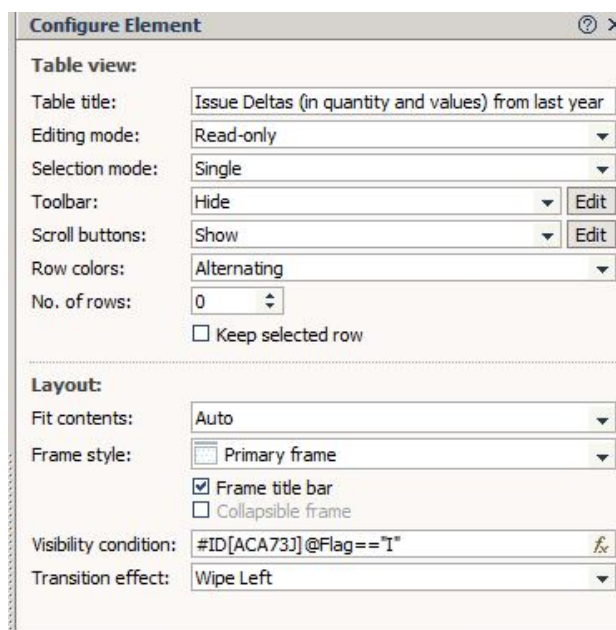 Configure Element
Table view:
Table title: Issue Deltas (in quantity and values) from last year
Editing mode: Read-only
Selection mode: Single
Toolbar: Hide Edit
Scroll buttons: Show Edit
Row colors: Alternating
No. of rows: 0
Keep selected row
Layout:
Fit contents: Auto
Frame style: Primary frame
Frame title bar
Collapsible frame
Visibility condition: #ID[ACA73J]@Flag=="I" fx
Transition effect: Wipe Left